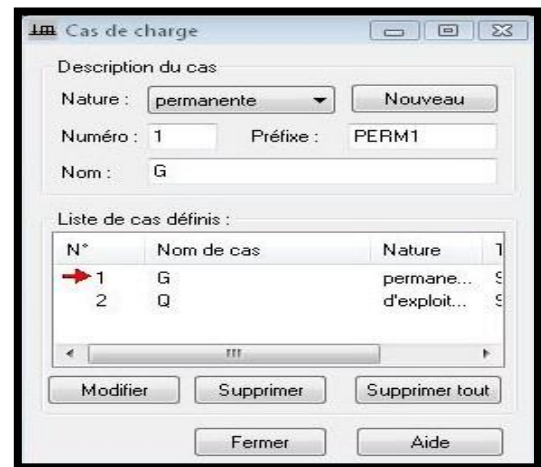 Cas de charge
Description du cas
Nature : permanente Nouveau
Numéro : 1 Préfixe : PERM1
Nom : G
Liste de cas définis :
N° Nom de cas Nature
1 G permane...
2 Q d'exploit...
Modifier Supprimer Supprimer tout
Fermer Aide